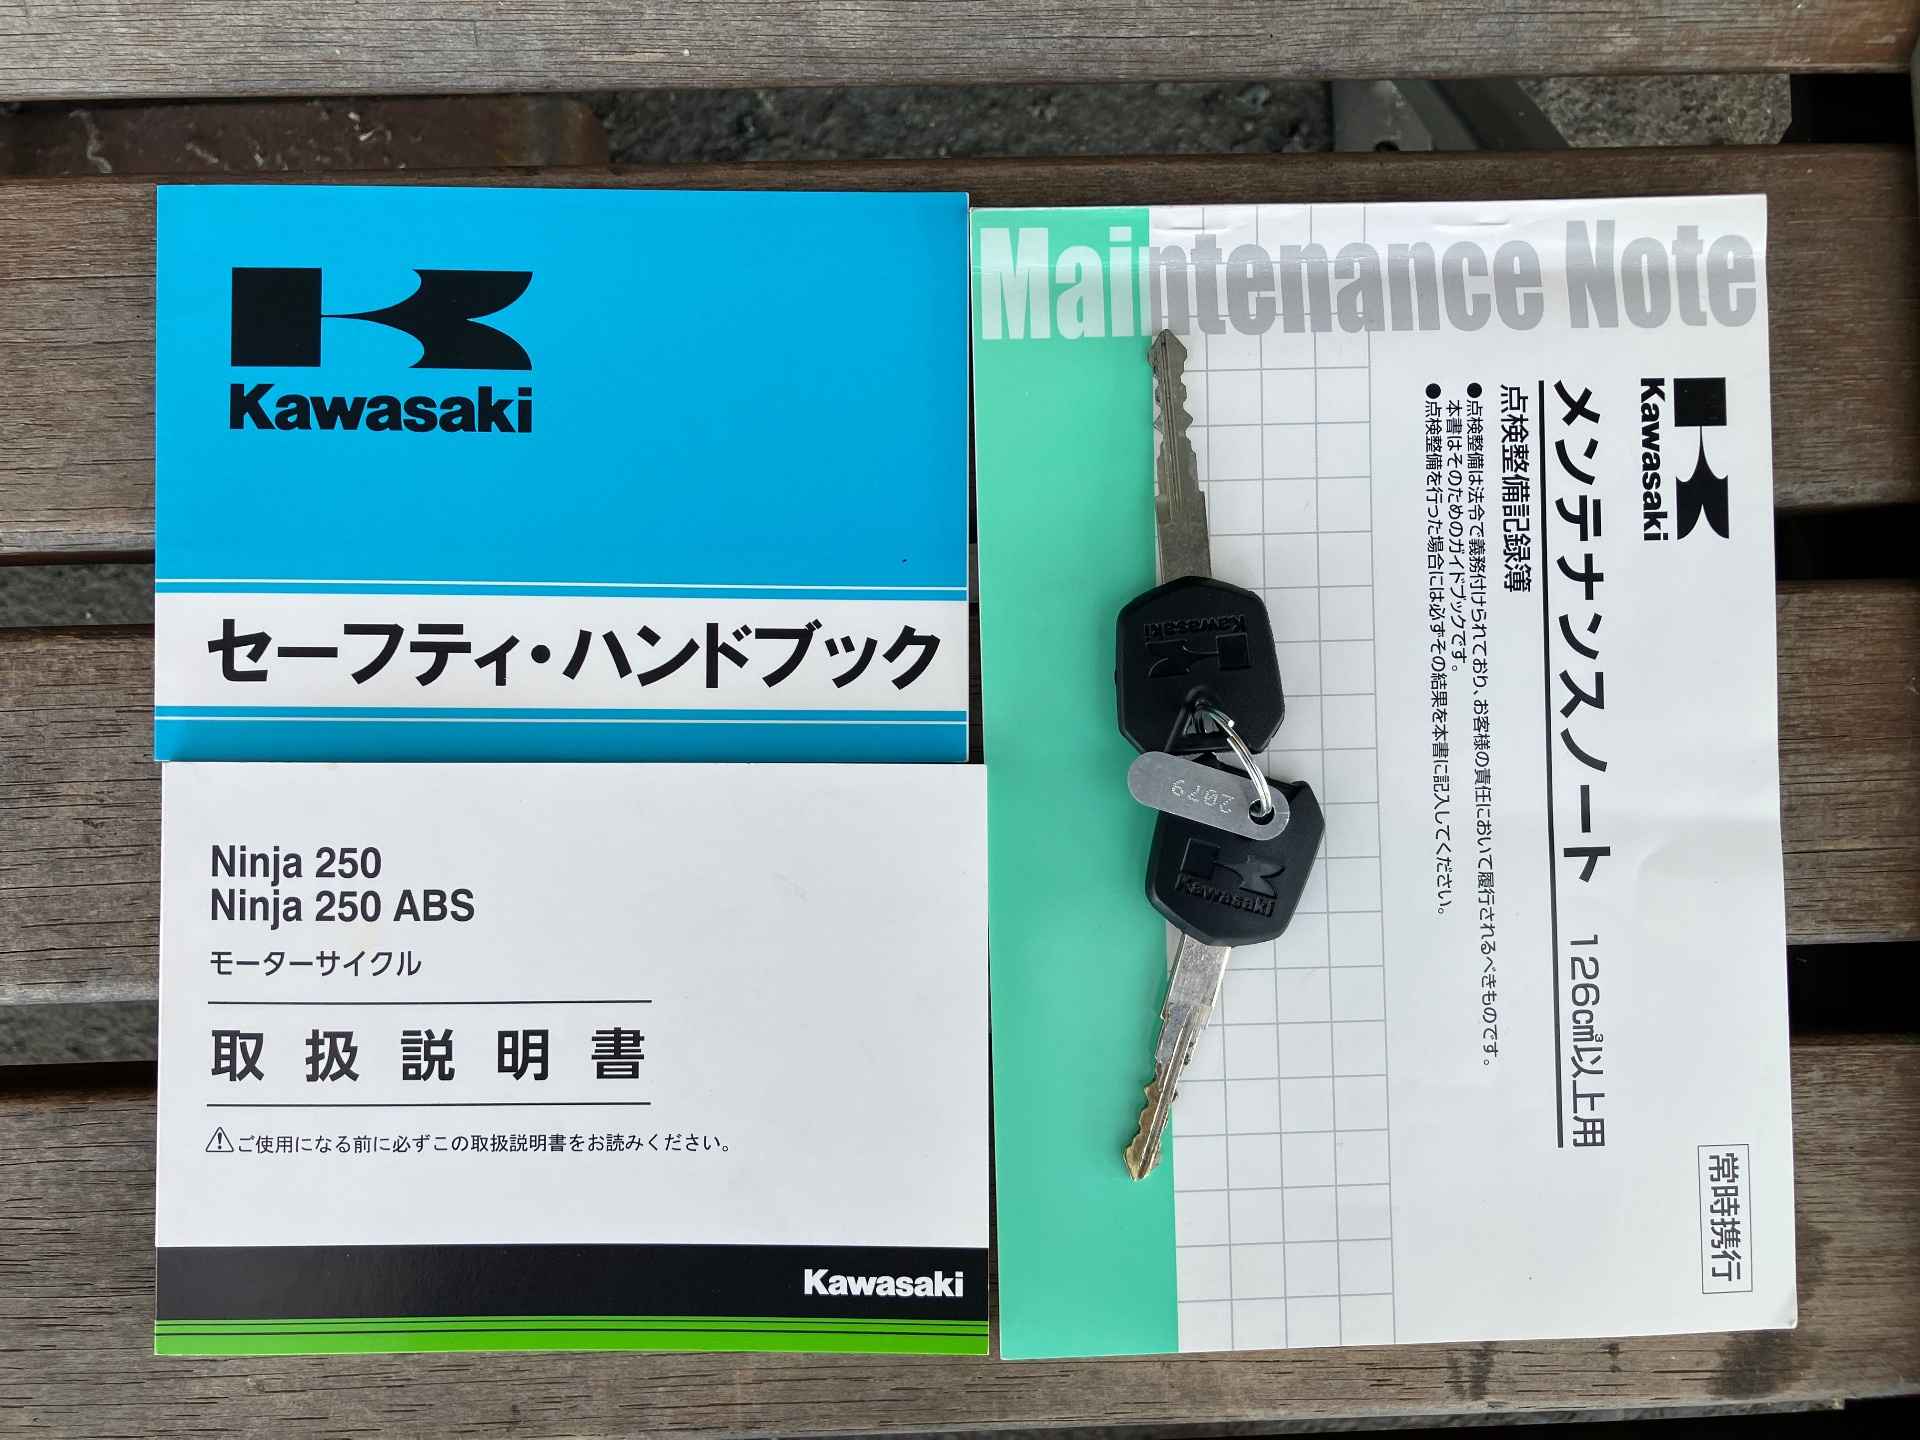 Kawasaki
セーフティ・ハンドブック
Ninja 250
Ninja 250 ABS
モーターサイクル
取扱説明書
⚠ご使用になる前に必ずこの取扱説明書をお読みください。
Kawasaki
Maintenance Note
Kawasaki
メンテナンスノート 126cm³以上用
点検整備記録簿
●点検整備は法令で義務付けられており、お客様の責任において履行されるべきものです。
本書はそのためのガイドブックです。
●点検整備を行った場合には必ずその結果を本書に記入してください。
常時携行
Kawasaki
2079
Kawasaki